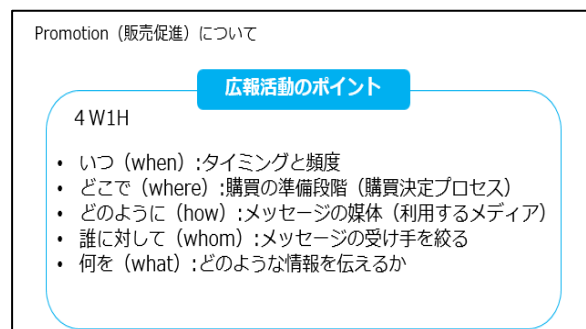 Promotion（販売促進）について
広報活動のポイント
４W1H
• いつ（when）:タイミングと頻度
• どこで（where）:購買の準備段階（購買決定プロセス）
• どのように（how）:メッセージの媒体（利用するメディア）
• 誰に対して（whom）:メッセージの受け手を絞る
• 何を（what）:どのような情報を伝えるか